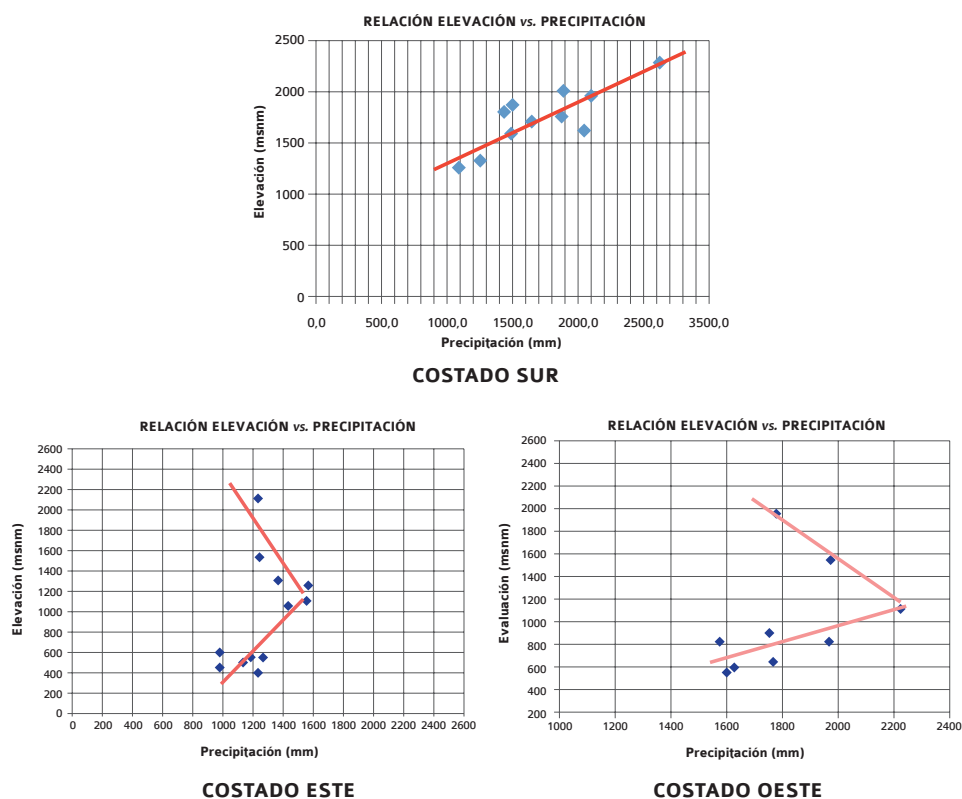 RELACIÓN ELEVACIÓN vs. PRECIPITACIÓN
Elevación (msnm)
2500
2000
1500
1000
500
0
0,0 500,0 1000,0 1500,0 2000,0 2500,0 3500,0
Precipitación (mm)
COSTADO SUR
RELACIÓN ELEVACIÓN vs. PRECIPITACIÓN
Elevación (msnm)
2600
2400
2200
2000
1800
1600
1400
1200
1000
800
600
400
200
0
0 200 600 800 1000 1200 1400 1600 2000 2000 2200 2400 2600
Precipitación (mm)
COSTADO ESTE
RELACIÓN ELEVACIÓN vs. PRECIPITACIÓN
Evaluación (msnm)
2600
2400
2200
2000
1800
1600
1400
1200
1000
800
600
400
200
1000 1200 1400 1600 1800 2000 2200 2400
Precipitación (mm)
COSTADO OESTE